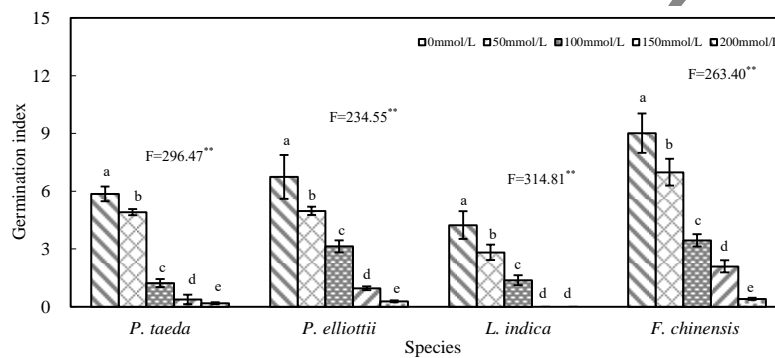 15
□0mmol/L □50mmol/L ■100mmol/L □150mmol/L □200mmol/L
F=263.40**
12
a
9
F=234.55**
a
b
F=296.47**
a
F=314.81**
6
b
b
a
c
b
c
d
3
c
c
d
e
d
e
d
d
e
0
Germination index
P. taeda
P. elliottii
L. indica
F. chinensis
Species